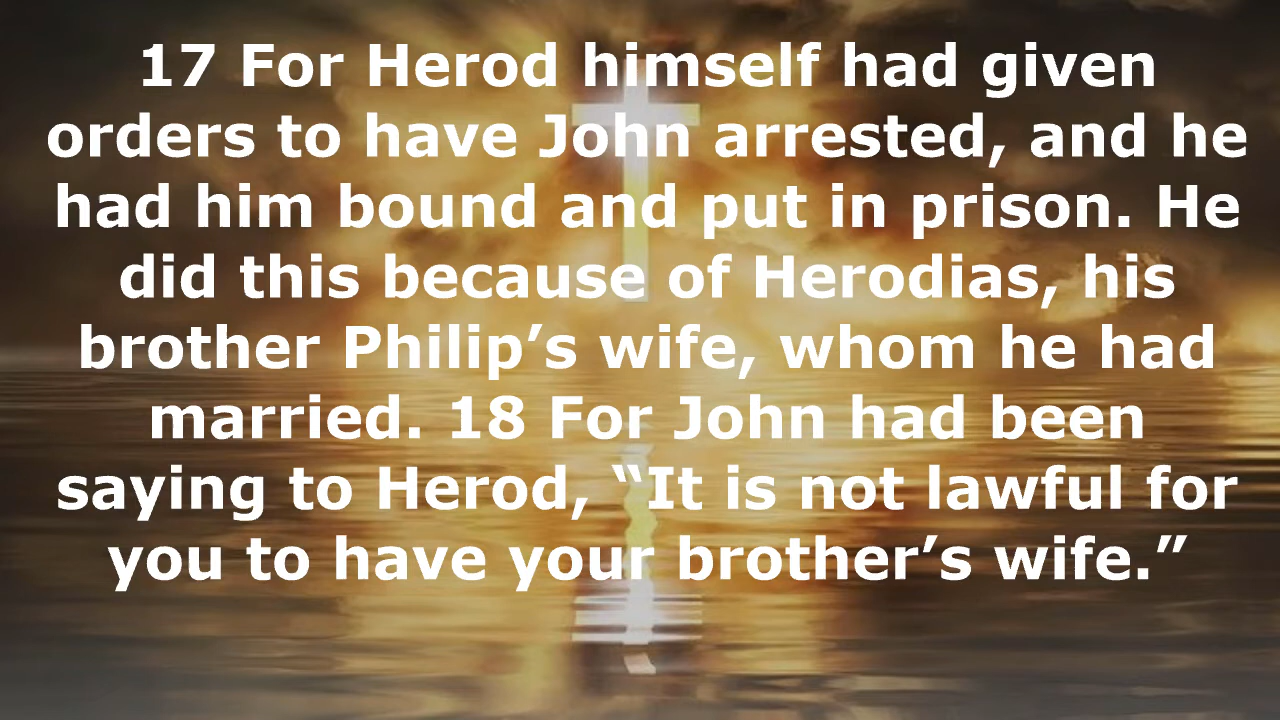 17 For Herod himself had given
orders to have John arrested, and he
had him bound and put in prison. He
did this because of Herodias, his
brother Philip’s wife, whom he had
married. 18 For John had been
saying to Herod, “It is not lawful for
you to have your brother’s wife.”